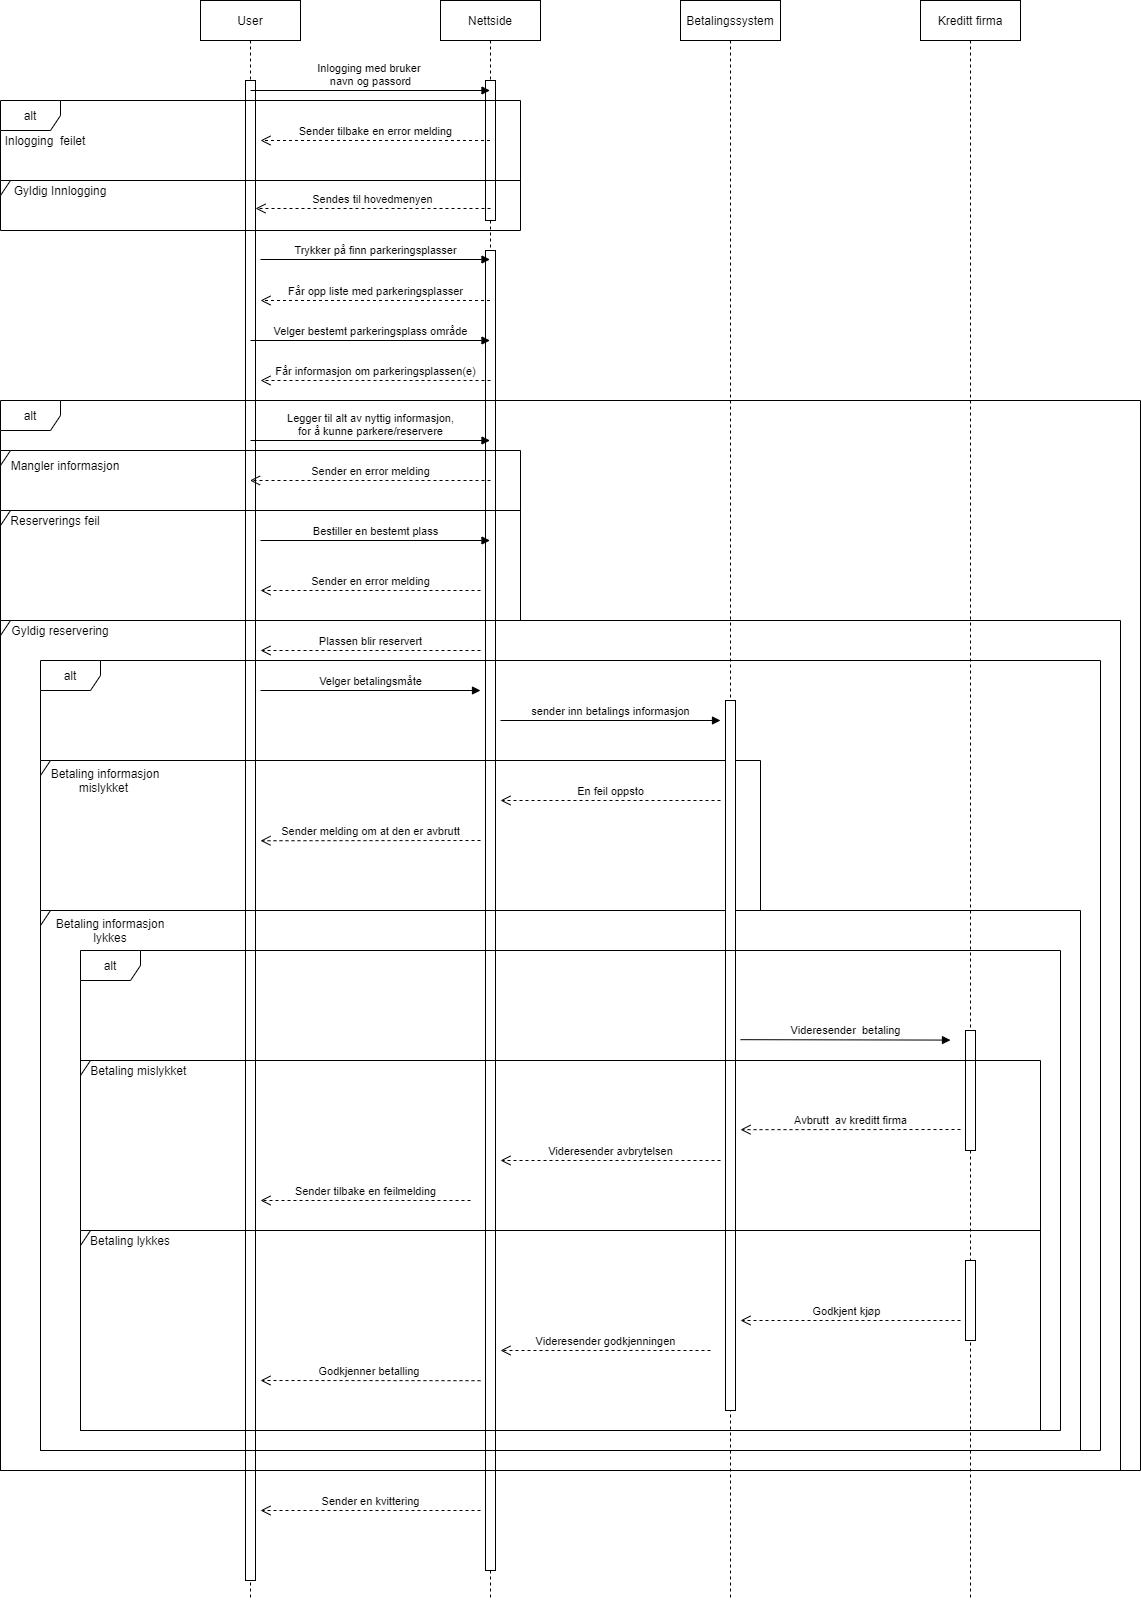 User
Nettside
Betalingssystem
Kreditt firma
Inlogging med bruker
navn og passord
alt
Sender tilbake en error melding
Inlogging feilet
Gyldig Innlogging
Sendes til hovedmenyen
Trykker på finn parkeringsplasser
Får opp liste med parkeringsplasser
Velger bestemt parkeringsplass område
Får informasjon om parkeringsplassen(e)
alt
Legger til alt av nyttig informasjon,
for å kunne parkere/reservere
Mangler informasjon
Sender en error melding
Reserverings feil
Bestiller en bestemt plass
Sender en error melding
Gyldig reservering
Plassen blir reservert
alt
Velger betalingsmåte
sender inn betalings informasjon
Betaling informasjon
mislykket
En feil oppsto
Sender melding om at den er avbrutt
Betaling informasjon
lykkes
alt
Videresender betaling
Betaling mislykket
Avbrutt av kreditt firma
Videresender avbrytelsen
Sender tilbake en feilmelding
Betaling lykkes
Godkjent kjøp
Videresender godkjenningen
Godkjenner betalling
Sender en kvittering